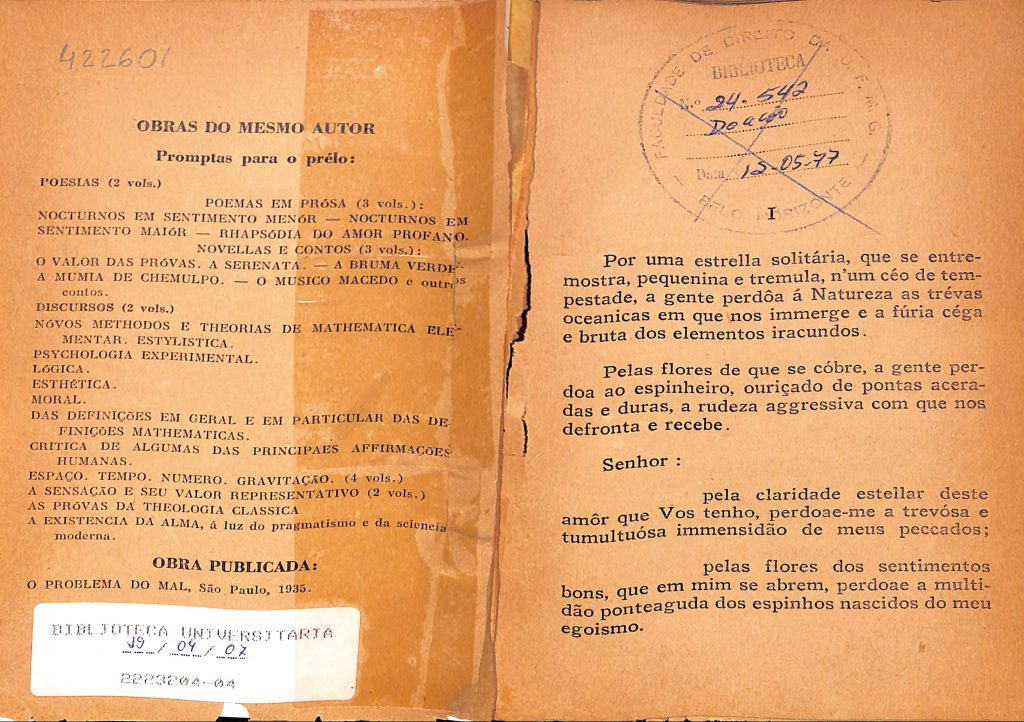 422601
OBRAS DO MESMO AUTOR
Promptas para o prélo:
POESIAS (2 vols.)
POEMAS EM PRÓSA (3 vols.):
NOCTURNOS EM SENTIMENTO MENÓR — NOCTURNOS EM
SENTIMENTO MAIÓR — RHAPSÓDIA DO AMOR PROFANO.
NOVELLAS E CONTOS (3 vols.):
O VALOR DAS PRÓVAS. A SERENATA. — A BRUMA VERDE.
A MUMIA DE CHEMULPO. — O MUSICO MACEDO e outros
contos.
DISCURSOS (2 vols.)
NÓVOS METHODOS E THEORIAS DE MATHEMATICA ELE-
MENTAR. ESTYLISTICA.
PSYCHOLOGIA EXPERIMENTAL.
LÓGICA.
ESTHÉTICA.
MORAL.
DAS DEFINIÇÕES EM GERAL E EM PARTICULAR DAS DE-
FINIÇÕES MATHEMATICAS.
CRITICA DE ALGUMAS DAS PRINCIPAES AFFIRMAÇÕES
HUMANAS.
ESPAÇO. TEMPO. NUMERO. GRAVITAÇÃO. (4 vols.)
A SENSAÇÃO E SEU VALOR REPRESENTATIVO (2 vols.)
AS PRÓVAS DA THEOLOGIA CLASSICA
A EXISTENCIA DA ALMA, á luz do pragmatismo e da sciencia
moderna.
OBRA PUBLICADA:
O PROBLEMA DO MAL, São Paulo, 1935.
BIBLIOTECA UNIVERSITARIA
19 / 04 / 07
2223204-04
FACULDADE DE DIREITO DA U. F. M. G.
BIBLIOTECA
N.º 24.542
Doação
Data 12-05-77
— BELO HORIZONTE —
I
Por uma estrella solitária, que se entre-
mostra, pequenina e tremula, n'um céo de tem-
pestade, a gente perdôa á Natureza as trévas
oceanicas em que nos immerge e a fúria céga
e bruta dos elementos iracundos.
Pelas flores de que se cóbre, a gente per-
doa ao espinheiro, ouriçado de pontas acera-
das e duras, a rudeza aggressiva com que nos
defronta e recebe.
Senhor :
pela claridade estellar deste
amôr que Vos tenho, perdoae-me a trevósa e
tumultuósa immensidão de meus peccados;
pelas flores dos sentimentos
bons, que em mim se abrem, perdoae a multi-
dão ponteaguda dos espinhos nascidos do meu
egoismo.